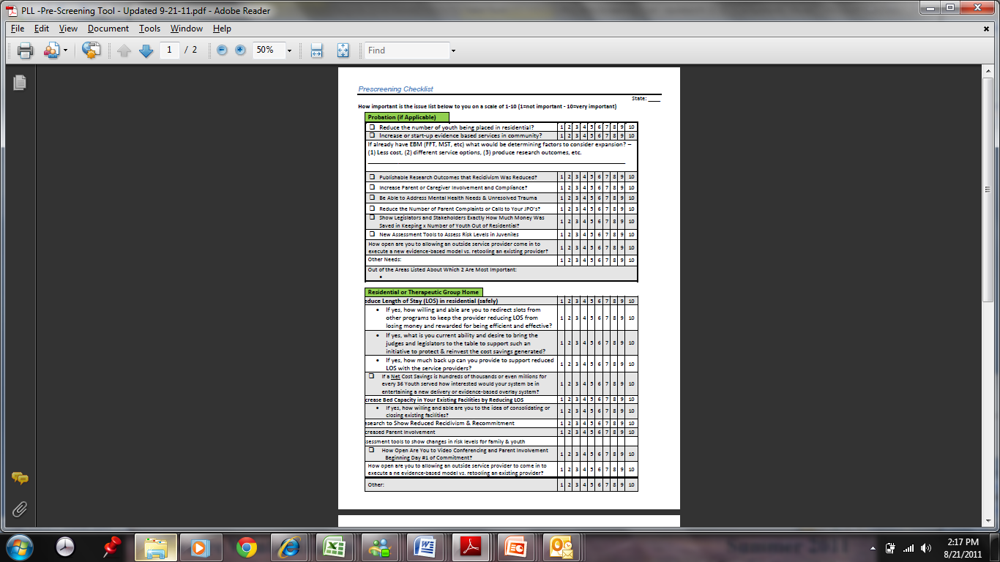 PLL -Pre-Screening Tool - Updated 9-21-11.pdf - Adobe Reader
File Edit View Document Tools Window Help
1 / 2 50% Find
Prescreening Checklist
State: ____
How important is the issue list below to you on a scale of 1-10 (1=not important - 10=very important)
Probation (if Applicable)
Reduce the number of youth being placed in residential? 1 2 3 4 5 6 7 8 9 10
Increase or start-up evidence based services in community? 1 2 3 4 5 6 7 8 9 10
If already have EBM (FFT, MST, etc) what would be determining factors to consider expansion? –
(1) Less cost, (2) different service options, (3) produce research outcomes, etc.
Publishable Research Outcomes that Recidivism Was Reduced? 1 2 3 4 5 6 7 8 9 10
Increase Parent or Caregiver Involvement and Compliance? 1 2 3 4 5 6 7 8 9 10
Be Able to Address Mental Health Needs & Unresolved Trauma 1 2 3 4 5 6 7 8 9 10
Reduce the Number of Parent Complaints or Calls to Your JPO's? 1 2 3 4 5 6 7 8 9 10
Show Legislators and Stakeholders Exactly How Much Money Was
Saved in Keeping x Number of Youth Out of Residential? 1 2 3 4 5 6 7 8 9 10
New Assessment Tools to Assess Risk Levels in Juveniles 1 2 3 4 5 6 7 8 9 10
How open are you to allowing an outside service provider come in to
execute a new evidence-based model vs. retooling an existing provider? 1 2 3 4 5 6 7 8 9 10
Other Needs: 1 2 3 4 5 6 7 8 9 10
Out of the Areas Listed About Which 2 Are Most Important:
•
Residential or Therapeutic Group Home
educe Length of Stay (LOS) in residential (safely) 1 2 3 4 5 6 7 8 9 10
• If yes, how willing and able are you to redirect slots from
other programs to keep the provider reducing LOS from 1 2 3 4 5 6 7 8 9 10
losing money and rewarded for being efficient and effective?
• If yes, what is you current ability and desire to bring the
judges and legislators to the table to support such an 1 2 3 4 5 6 7 8 9 10
initiative to protect & reinvest the cost savings generated?
• If yes, how much back up can you provide to support reduced
LOS with the service providers? 1 2 3 4 5 6 7 8 9 10
If a Net Cost Savings is hundreds of thousands or even millions for
every 36 Youth served how interested would your system be in 1 2 3 4 5 6 7 8 9 10
entertaining a new delivery or evidence-based overlay system?
crease Bed Capacity in Your Existing Facilities by Reducing LOS 1 2 3 4 5 6 7 8 9 10
• If yes, how willing and able are you to the idea of consolidating or
closing existing facilities? 1 2 3 4 5 6 7 8 9 10
esearch to Show Reduced Recidivism & Recommitment 1 2 3 4 5 6 7 8 9 10
creased Parent Involvement 1 2 3 4 5 6 7 8 9 10
sessment tools to show changes in risk levels for family & youth
How Open Are You to Video Conferencing and Parent Involvement
Beginning Day #1 of Commitment? 1 2 3 4 5 6 7 8 9 10
How open are you to allowing an outside service provider to come in to
execute a ne evidence-based model vs. retooling an existing provider? 1 2 3 4 5 6 7 8 9 10
Other: 1 2 3 4 5 6 7 8 9 10
2:17 PM
8/21/2011